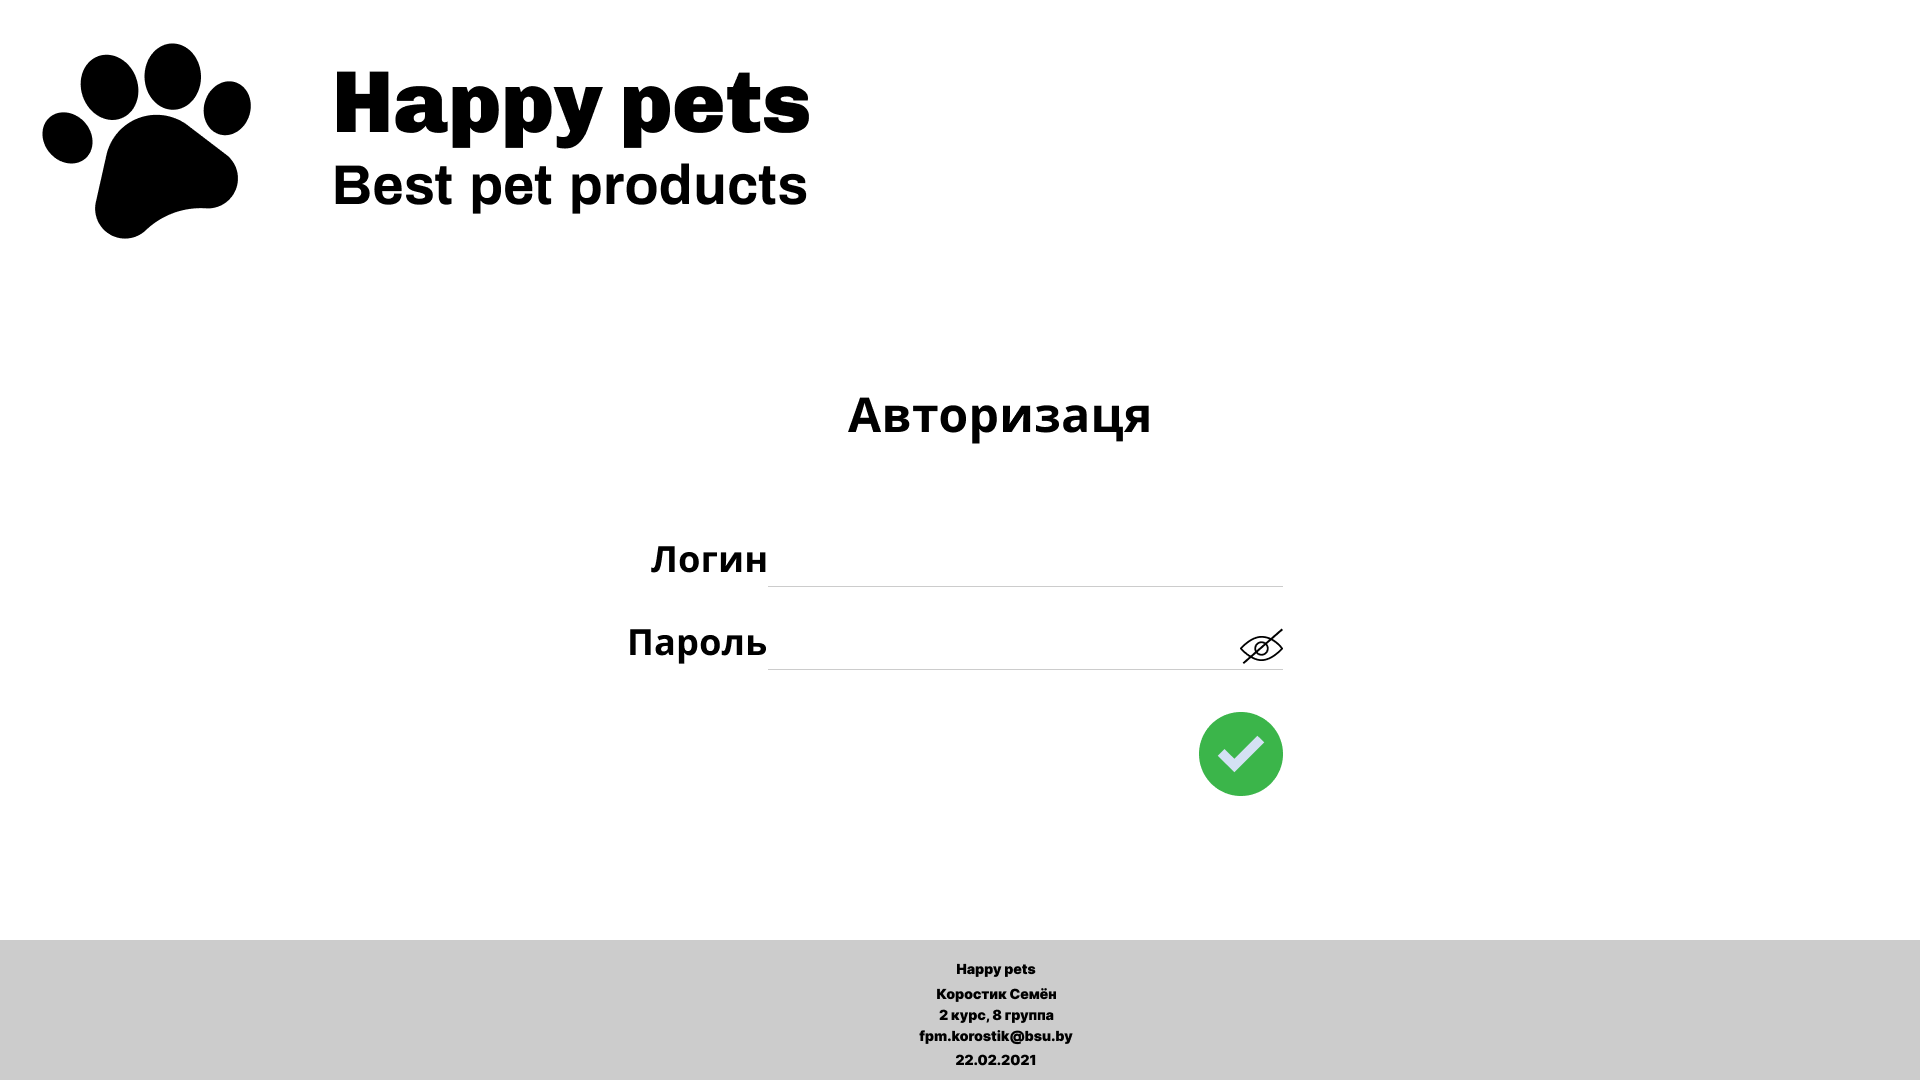 Happy pets
Best pet products
Авторизаця
Логин
Пароль
Happy pets
Коростик Семён
2 курс, 8 группа
fpm.korostik@bsu.by
22.02.2021